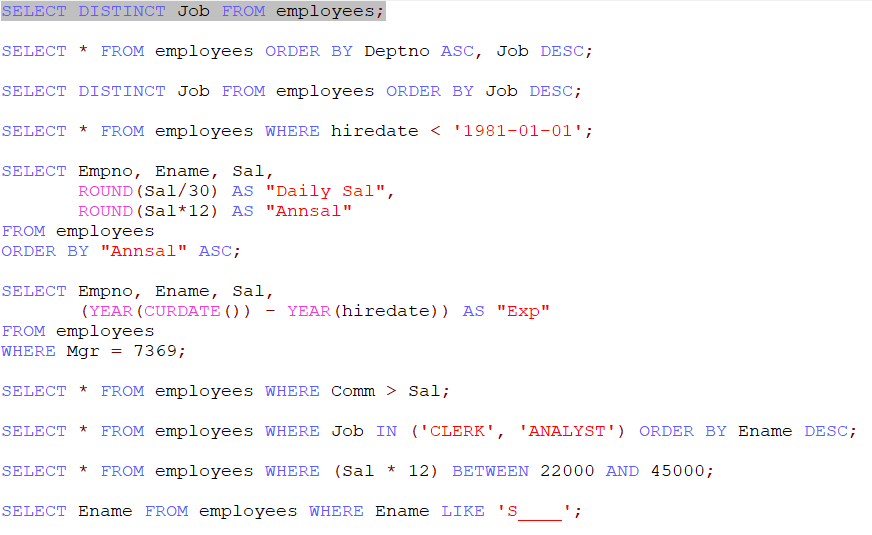 SELECT DISTINCT Job FROM employees;
SELECT * FROM employees ORDER BY Deptno ASC, Job DESC;
SELECT DISTINCT Job FROM employees ORDER BY Job DESC;
SELECT * FROM employees WHERE hiredate < '1981-01-01';
SELECT Empno, Ename, Sal,
ROUND(Sal/30) AS "Daily Sal",
ROUND(Sal*12) AS "Annsal"
FROM employees
ORDER BY "Annsal" ASC;
SELECT Empno, Ename, Sal,
(YEAR(CURDATE()) - YEAR(hiredate)) AS "Exp"
FROM employees
WHERE Mgr = 7369;
SELECT * FROM employees WHERE Comm > Sal;
SELECT * FROM employees WHERE Job IN ('CLERK', 'ANALYST') ORDER BY Ename DESC;
SELECT * FROM employees WHERE (Sal * 12) BETWEEN 22000 AND 45000;
SELECT Ename FROM employees WHERE Ename LIKE 'S____';